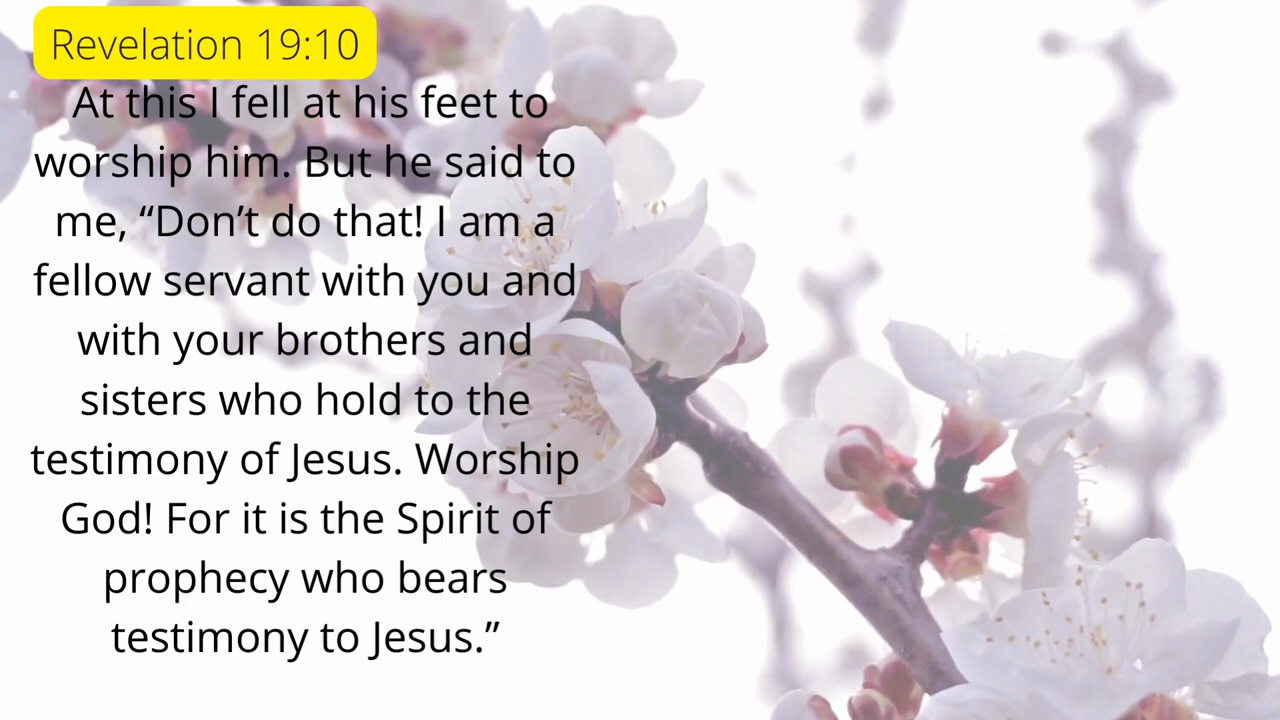 Revelation 19:10
At this I fell at his feet to
worship him. But he said to
me, “Don’t do that! I am a
fellow servant with you and
with your brothers and
sisters who hold to the
testimony of Jesus. Worship
God! For it is the Spirit of
prophecy who bears
testimony to Jesus.”